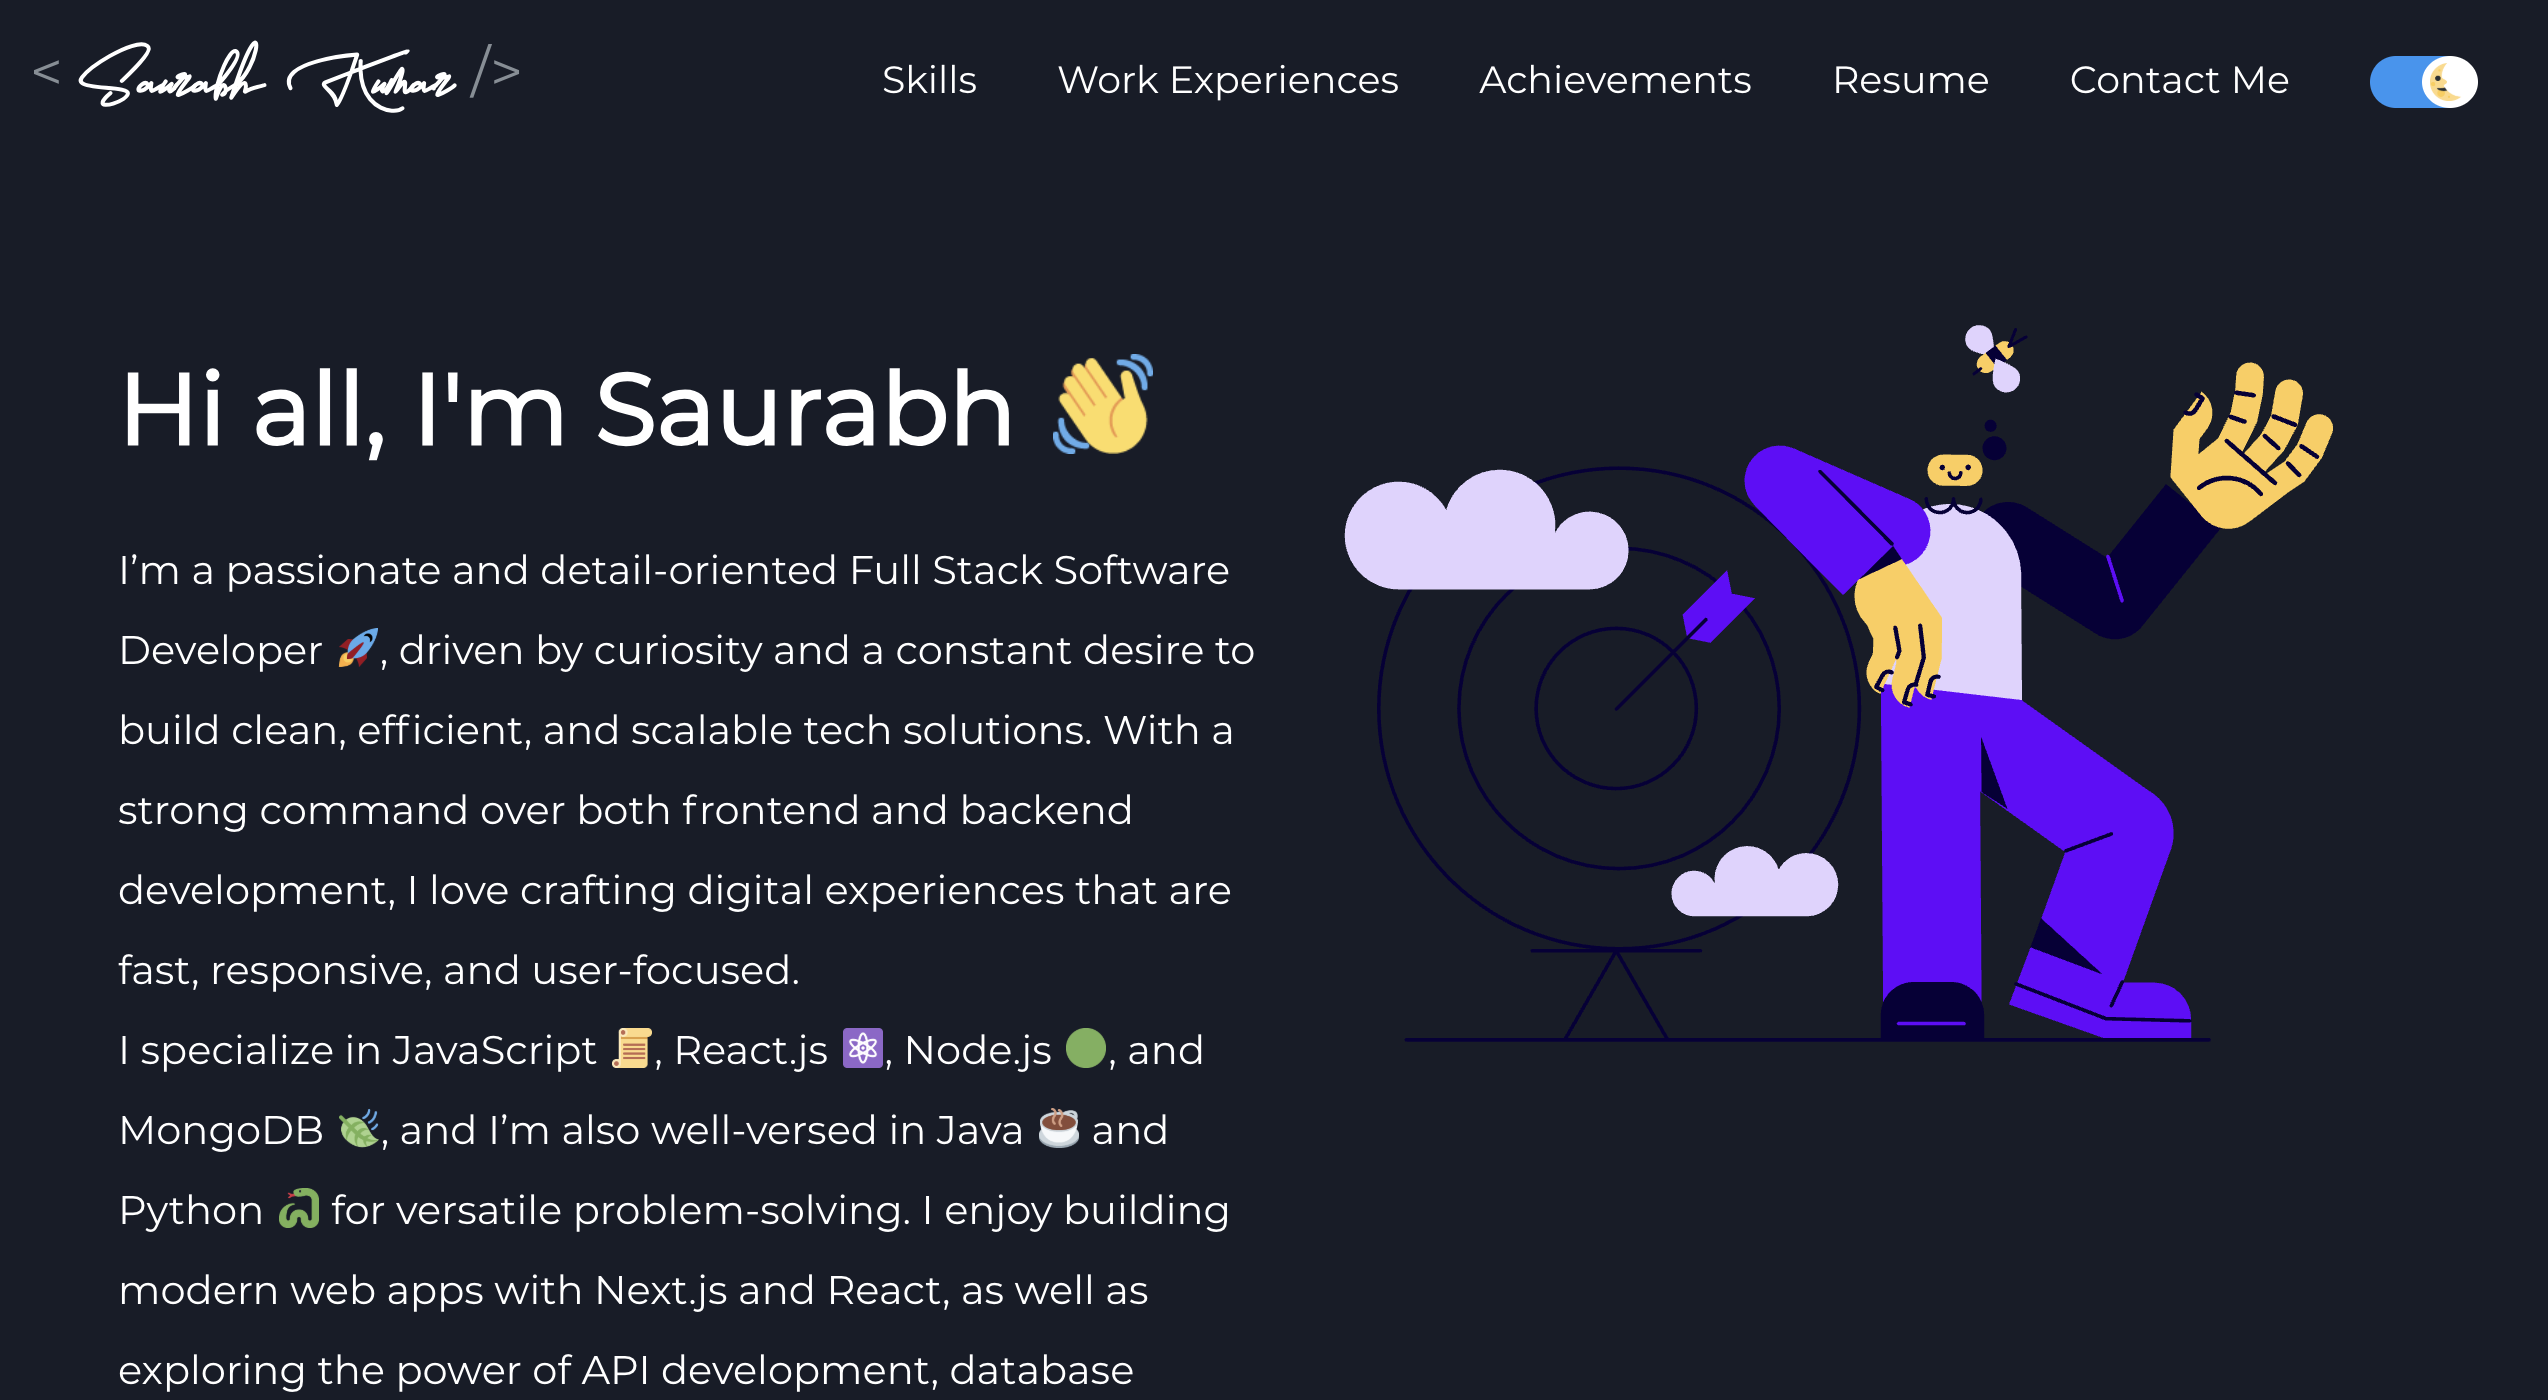 < Saurabh Kumar />
Skills
Work Experiences
Achievements
Resume
Contact Me
Hi all, I'm Saurabh 👋
I’m a passionate and detail-oriented Full Stack Software
Developer 🚀, driven by curiosity and a constant desire to
build clean, efficient, and scalable tech solutions. With a
strong command over both frontend and backend
development, I love crafting digital experiences that are
fast, responsive, and user-focused.
I specialize in JavaScript 📜, React.js ⚛️, Node.js 🟢, and
MongoDB 🍃, and I’m also well-versed in Java ☕ and
Python 🐍 for versatile problem-solving. I enjoy building
modern web apps with Next.js and React, as well as
exploring the power of API development, database